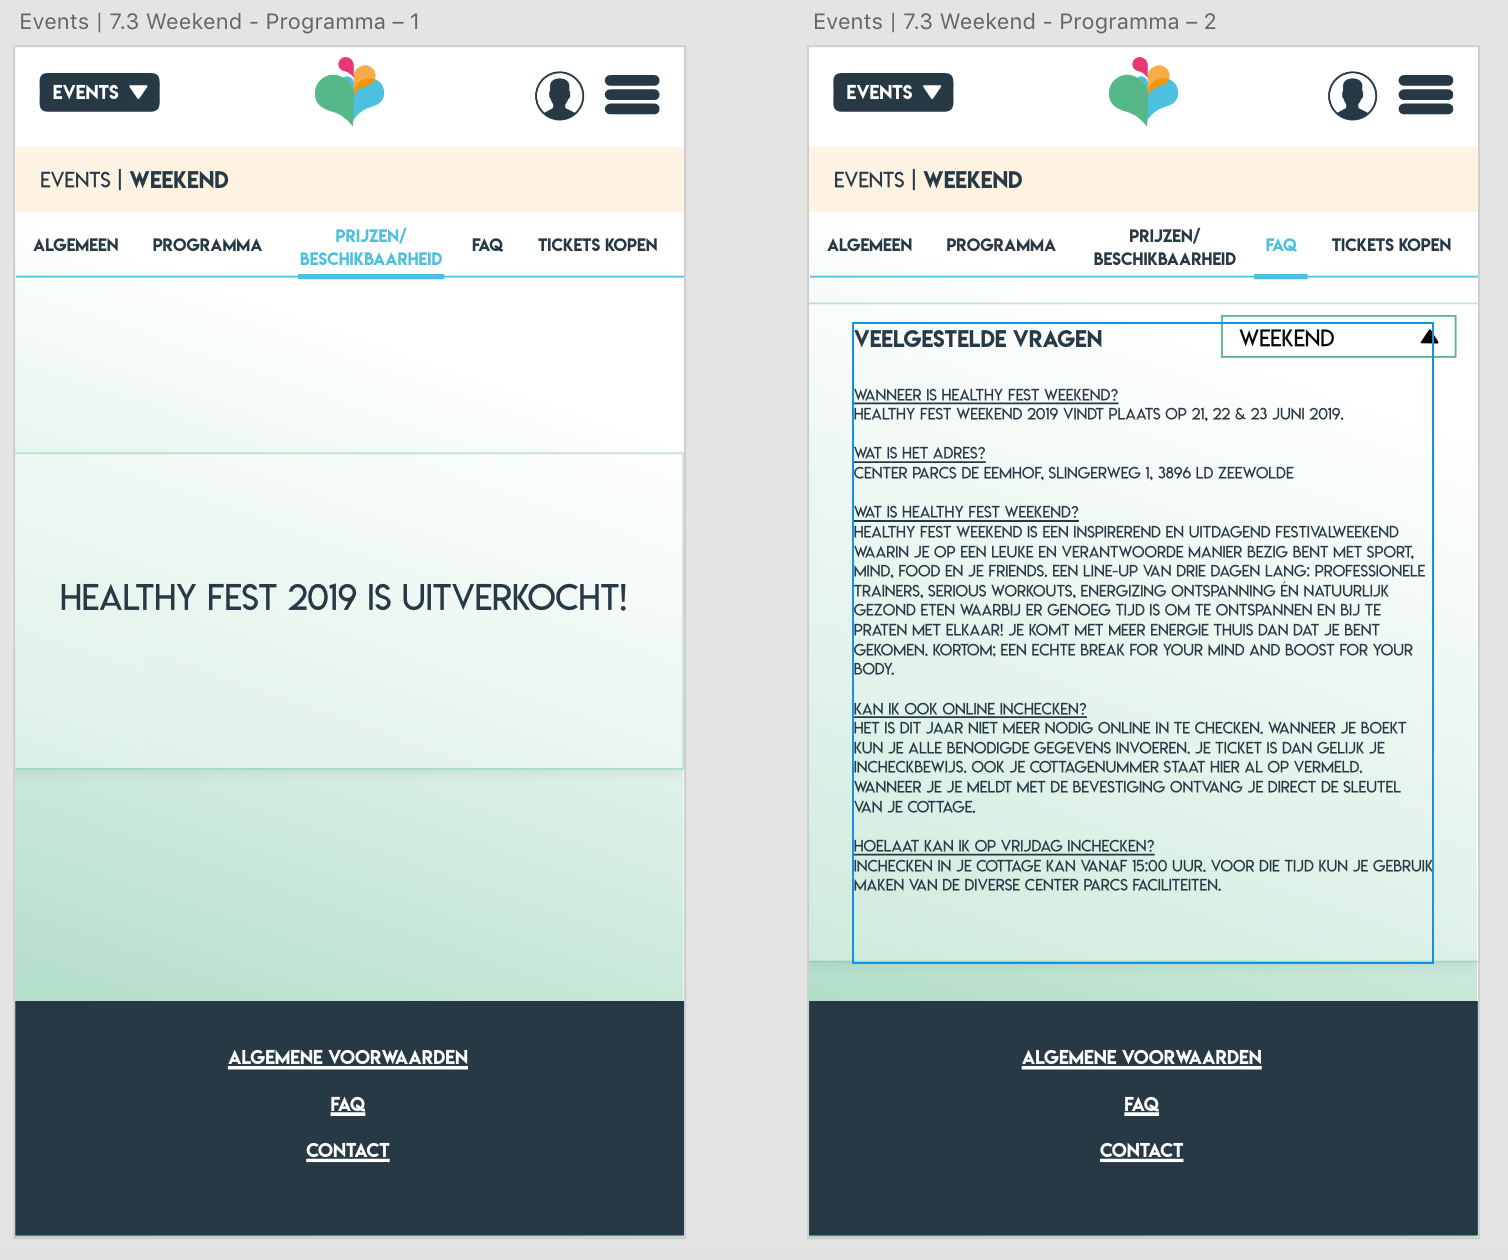 Events | 7.3 Weekend - Programma – 1
EVENTS
EVENTS | WEEKEND
ALGEMEEN
PROGRAMMA
PRIJZEN/
BESCHIKBAARHEID
FAQ
TICKETS KOPEN
HEALTHY FEST 2019 IS UITVERKOCHT!
ALGEMENE VOORWAARDEN
FAQ
CONTACT
Events | 7.3 Weekend - Programma – 2
EVENTS
EVENTS | WEEKEND
ALGEMEEN
PROGRAMMA
PRIJZEN/
BESCHIKBAARHEID
FAQ
TICKETS KOPEN
VEELGESTELDE VRAGEN
WEEKEND
WANNEER IS HEALTHY FEST WEEKEND?
HEALTHY FEST WEEKEND 2019 VINDT PLAATS OP 21, 22 & 23 JUNI 2019.
WAT IS HET ADRES?
CENTER PARCS DE EEMHOF, SLINGERWEG 1, 3896 LD ZEEWOLDE
WAT IS HEALTHY FEST WEEKEND?
HEALTHY FEST WEEKEND IS EEN INSPIREREND EN UITDAGEND FESTIVALWEEKEND
WAARIN JE OP EEN LEUKE EN VERANTWOORDE MANIER BEZIG BENT MET SPORT,
MIND, FOOD EN JE FRIENDS. EEN LINE-UP VAN DRIE DAGEN LANG: PROFESSIONELE
TRAINERS, SERIOUS WORKOUTS, ENERGIZING ONTSPANNING ÉN NATUURLIJK
GEZOND ETEN WAARBIJ ER GENOEG TIJD IS OM TE ONTSPANNEN EN BIJ TE
PRATEN MET ELKAAR! JE KOMT MET MEER ENERGIE THUIS DAN DAT JE BENT
GEKOMEN. KORTOM; EEN ECHTE BREAK FOR YOUR MIND AND BOOST FOR YOUR
BODY.
KAN IK OOK ONLINE INCHECKEN?
HET IS DIT JAAR NIET MEER NODIG ONLINE IN TE CHECKEN. WANNEER JE BOEKT
KUN JE ALLE BENODIGDE GEGEVENS INVOEREN. JE TICKET IS DAN GELIJK JE
INCHECKBEWIJS. OOK JE COTTAGENUMMER STAAT HIER AL OP VERMELD.
WANNEER JE JE MELDT MET DE BEVESTIGING ONTVANG JE DIRECT DE SLEUTEL
VAN JE COTTAGE.
HOELAAT KAN IK OP VRIJDAG INCHECKEN?
INCHECKEN IN JE COTTAGE KAN VANAF 15:00 UUR. VOOR DIE TIJD KUN JE GEBRUIK
MAKEN VAN DE DIVERSE CENTER PARCS FACILITEITEN.
ALGEMENE VOORWAARDEN
FAQ
CONTACT